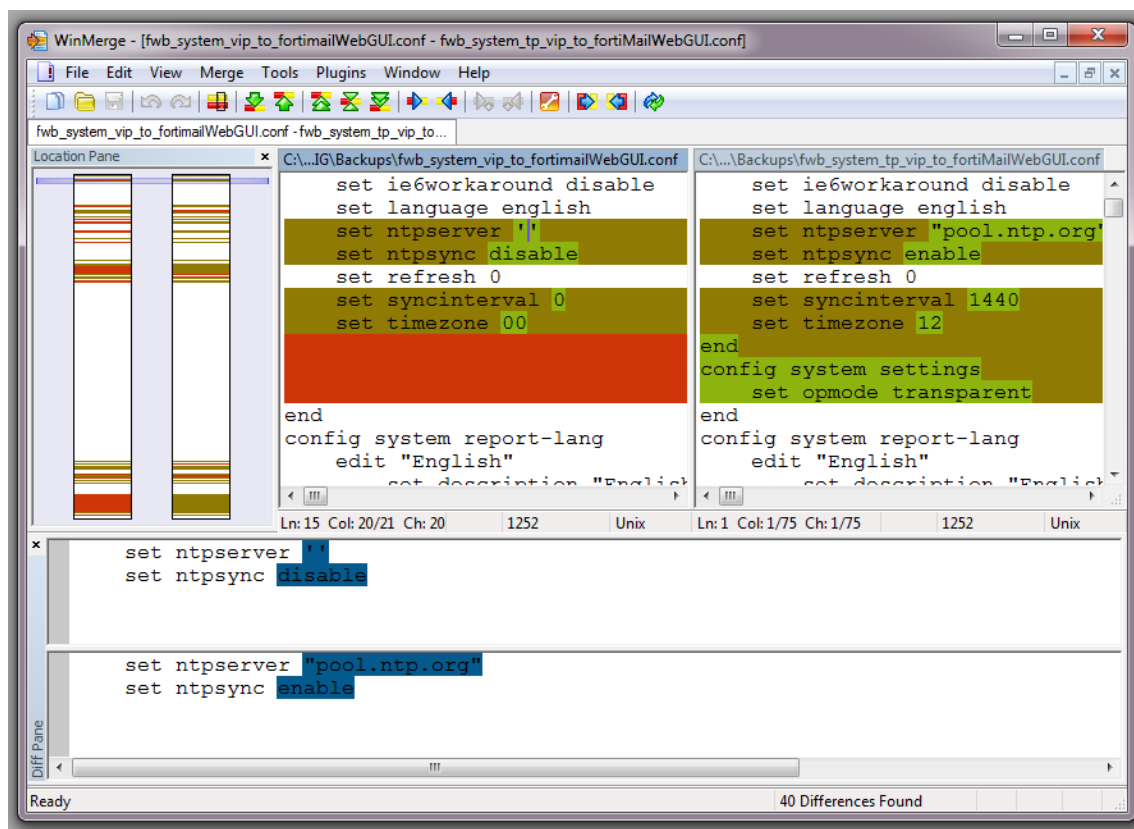 WinMerge - [fwb_system_vip_to_fortimailWebGUI.conf - fwb_system_tp_vip_to_fortiMailWebGUI.conf]
File Edit View Merge Tools Plugins Window Help
fwb_system_vip_to_fortimailWebGUI.conf - fwb_system_tp_vip_to...
Location Pane
C:\...IG\Backups\fwb_system_vip_to_fortimailWebGUI.conf
set ie6workaround disable
set language english
set ntpserver ''
set ntpsync disable
set refresh 0
set syncinterval 0
set timezone 00
end
config system report-lang
edit "English"
set description "English
Ln: 15 Col: 20/21 Ch: 20 1252 Unix
C:\...\Backups\fwb_system_tp_vip_to_fortiMailWebGUI.conf
set ie6workaround disable
set language english
set ntpserver "pool.ntp.org"
set ntpsync enable
set refresh 0
set syncinterval 1440
set timezone 12
end
config system settings
set opmode transparent
end
config system report-lang
edit "English"
set description "English
Ln: 1 Col: 1/75 Ch: 1/75 1252 Unix
Diff Pane
set ntpserver ''
set ntpsync disable
set ntpserver "pool.ntp.org"
set ntpsync enable
Ready
40 Differences Found